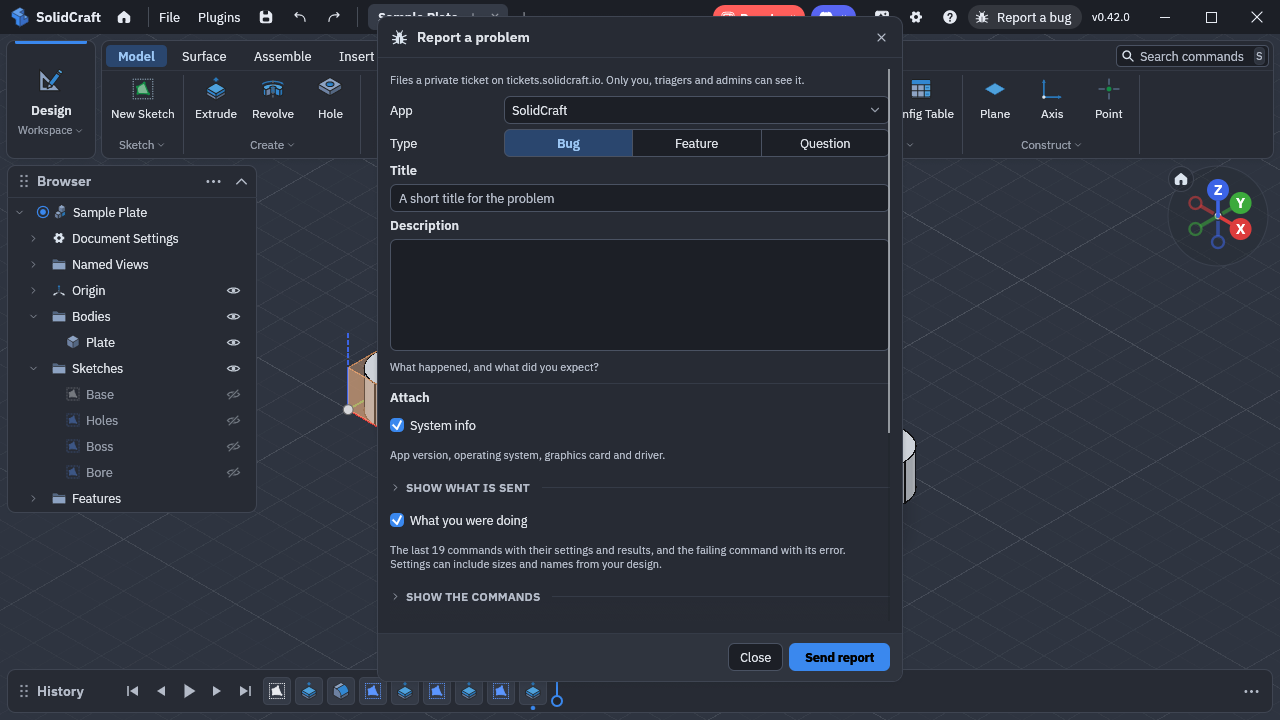 SolidCraft
File
Plugins
Sample Plate
Report a bug
v0.42.0
Design
Workspace
Model
Surface
Assemble
Insert
Search commands
S
New Sketch
Extrude
Revolve
Hole
Table
Plane
Axis
Point
Sketch
Create
Construct
Browser
Sample Plate
Document Settings
Named Views
Origin
Bodies
Plate
Sketches
Base
Holes
Boss
Bore
Features
Report a problem
Files a private ticket on tickets.solidcraft.io. Only you, triagers and admins can see it.
App
SolidCraft
Type
Bug
Feature
Question
Title
A short title for the problem
Description
What happened, and what did you expect?
Attach
System info
App version, operating system, graphics card and driver.
SHOW WHAT IS SENT
What you were doing
The last 19 commands with their settings and results, and the failing command with its error.
Settings can include sizes and names from your design.
SHOW THE COMMANDS
Close
Send report
Z
Y
X
History